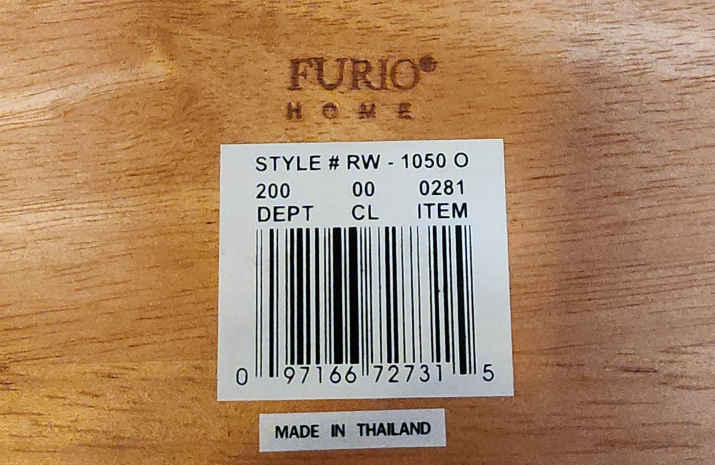 FURIO®
HOME
STYLE # RW - 1050 O
200 00 0281
DEPT CL ITEM
0 97166 72731 5
MADE IN THAILAND